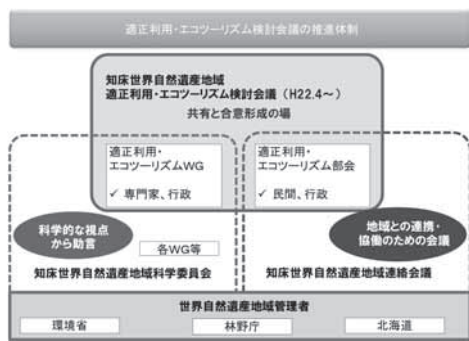 適正利用・エコツーリズム検討会議の推進体制
知床世界自然遺産地域
適正利用・エコツーリズム検討会議（H22.4～）
共有と合意形成の場
適正利用・
エコツーリズムWG
✓ 専門家、行政
適正利用・
エコツーリズム部会
✓ 民間、行政
科学的な視点
から助言
各WG等
知床世界自然遺産地域科学委員会
地域との連携・
協働のための会議
知床世界自然遺産地域連絡会議
世界自然遺産地域管理者
環境省
林野庁
北海道